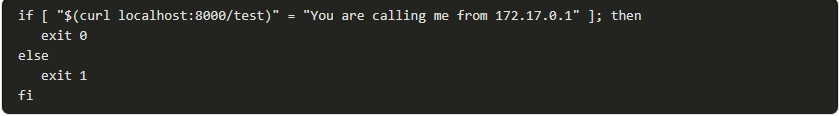 if [ "$(curl localhost:8000/test)" = "You are calling me from 172.17.0.1" ]; then
   exit 0
else
   exit 1
fi